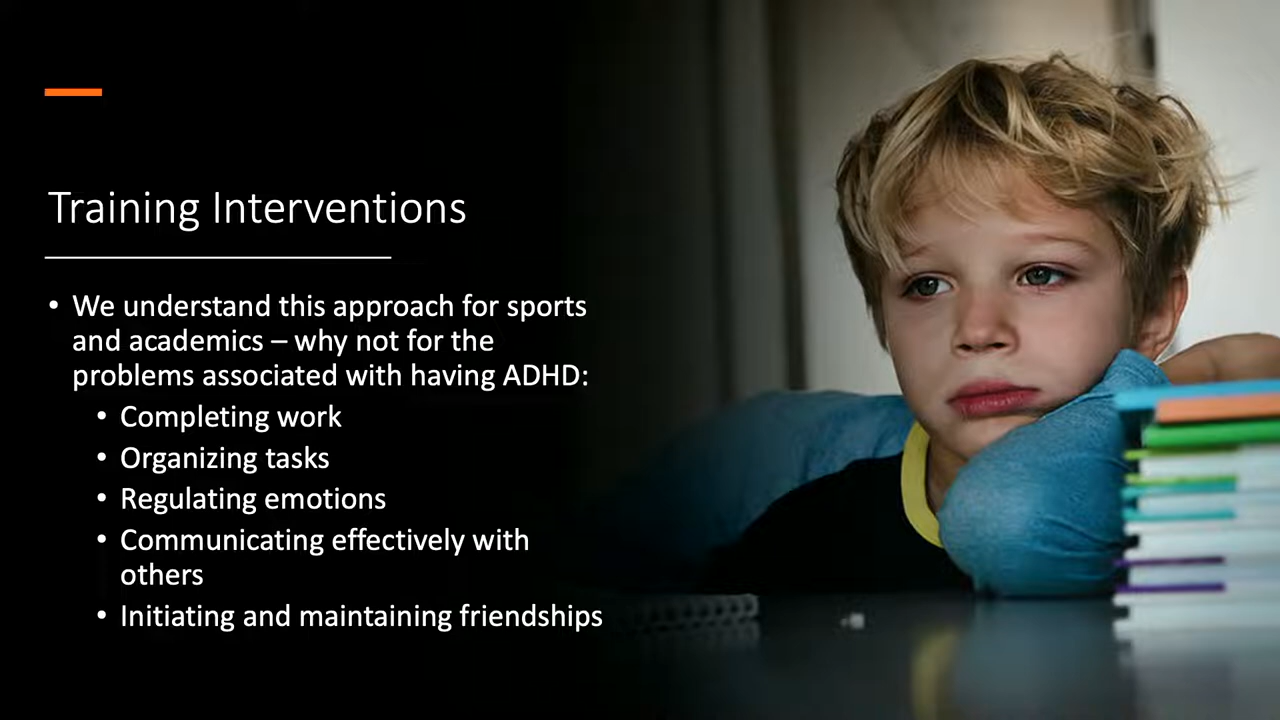 Training Interventions
• We understand this approach for sports
and academics – why not for the
problems associated with having ADHD:
• Completing work
• Organizing tasks
• Regulating emotions
• Communicating effectively with
others
• Initiating and maintaining friendships